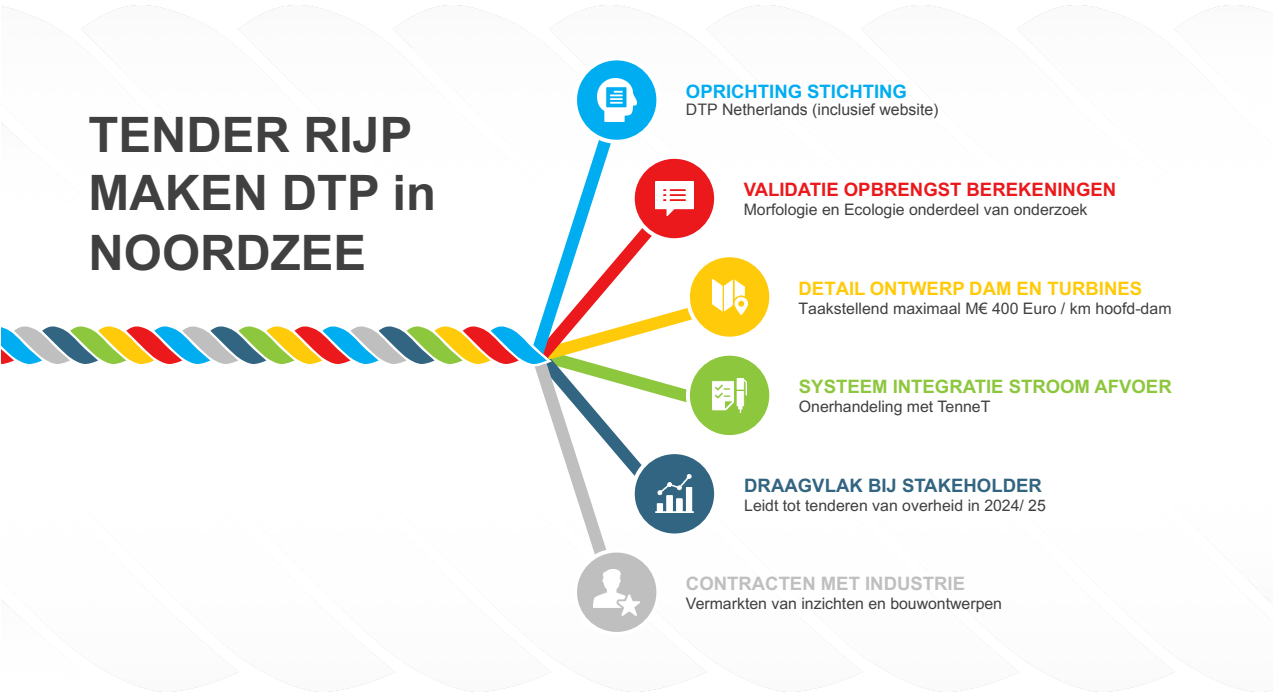 TENDER RIJP
MAKEN DTP in
NOORDZEE
OPRICHTING STICHTING
DTP Netherlands (inclusief website)
VALIDATIE OPBRENGST BEREKENINGEN
Morfologie en Ecologie onderdeel van onderzoek
DETAIL ONTWERP DAM EN TURBINES
Taakstellend maximaal M€ 400 Euro / km hoofd-dam
SYSTEEM INTEGRATIE STROOM AFVOER
Onerhandeling met TenneT
DRAAGVLAK BIJ STAKEHOLDER
Leidt tot tenderen van overheid in 2024/ 25
CONTRACTEN MET INDUSTRIE
Vermarkten van inzichten en bouwontwerpen